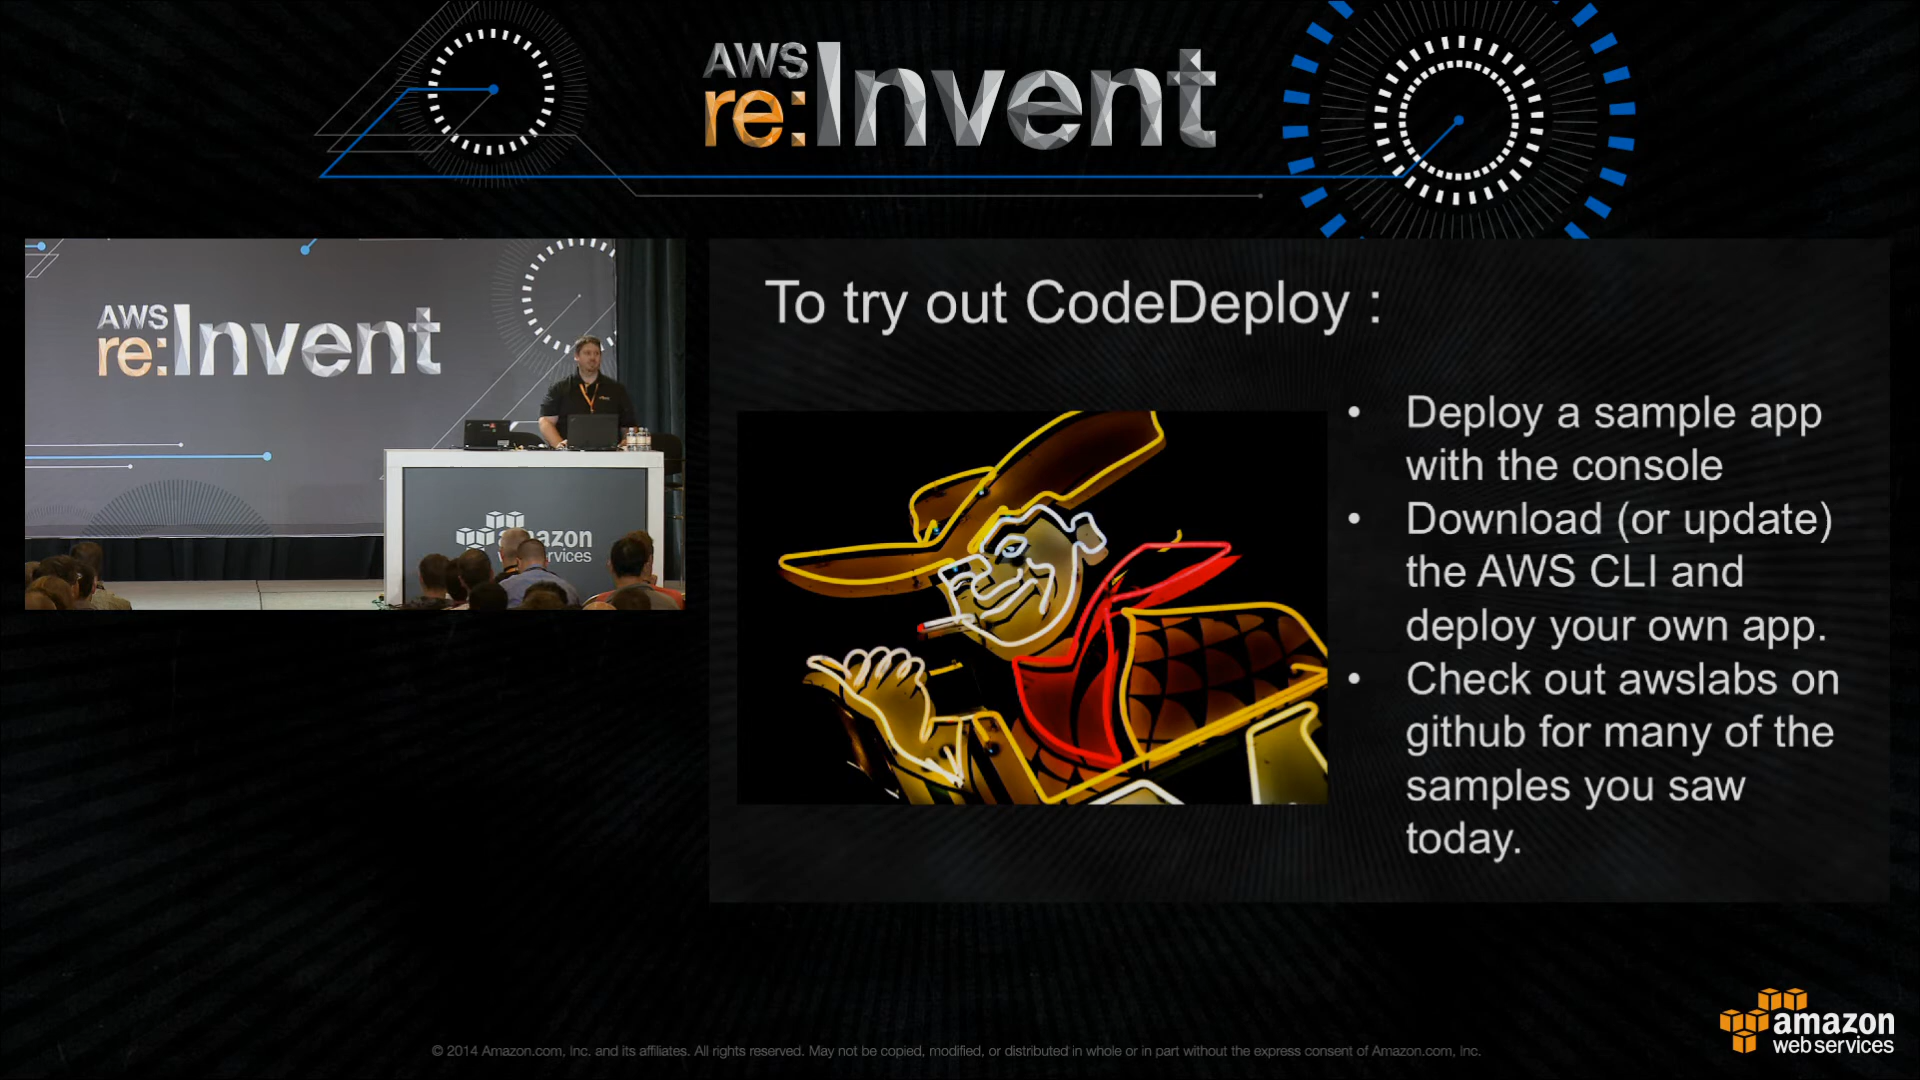 AWS
re:Invent
AWS
re:Invent
amazon
To try out CodeDeploy :
• Deploy a sample app
with the console
• Download (or update)
the AWS CLI and
deploy your own app.
• Check out awslabs on
github for many of the
samples you saw
today.
amazon
web services
© 2014 Amazon.com, Inc. and its affiliates. All rights reserved. May not be copied, modified, or distributed in whole or in part without the express consent of Amazon.com, Inc.